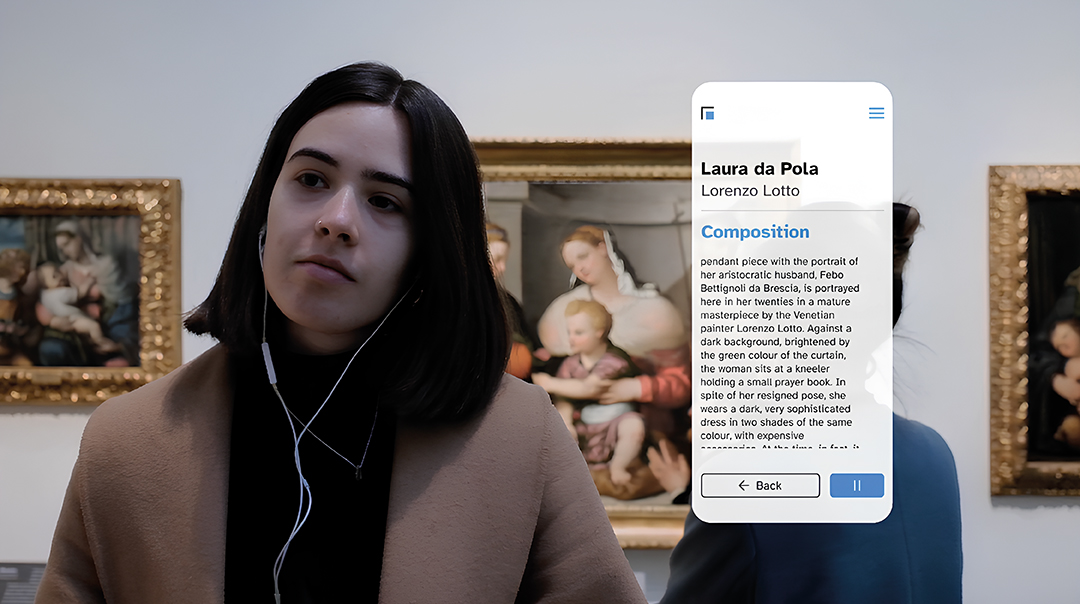 Laura da Pola
Lorenzo Lotto
Composition
pendant piece with the portrait of
her aristocratic husband, Febo
Bettignoli da Brescia, is portrayed
here in her twenties in a mature
masterpiece by the Venetian
painter Lorenzo Lotto. Against a
dark background, brightened by
the green colour of the curtain,
the woman sits at a kneeler
holding a small prayer book. In
spite of her resigned pose, she
wears a dark, very sophisticated
dress in two shades of the same
colour, with expensive
Back